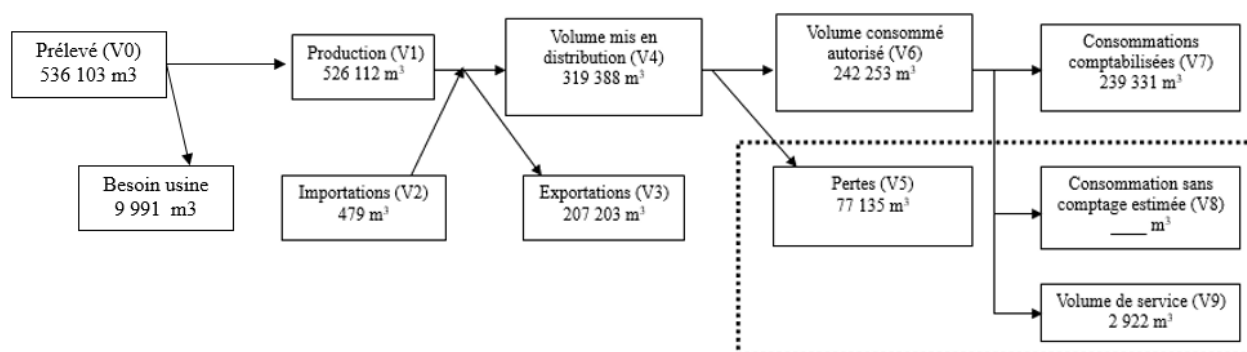 Prélevé (V0)
536 103 m3
Besoin usine
9 991 m3
Production (V1)
526 112 m³
Importations (V2)
479 m³
Exportations (V3)
207 203 m³
Volume mis en
distribution (V4)
319 388 m³
Volume consommé
autorisé (V6)
242 253 m³
Pertes (V5)
77 135 m³
Consommations
comptabilisées (V7)
239 331 m³
Consommation sans
comptage estimée (V8)
____ m³
Volume de service (V9)
2 922 m³